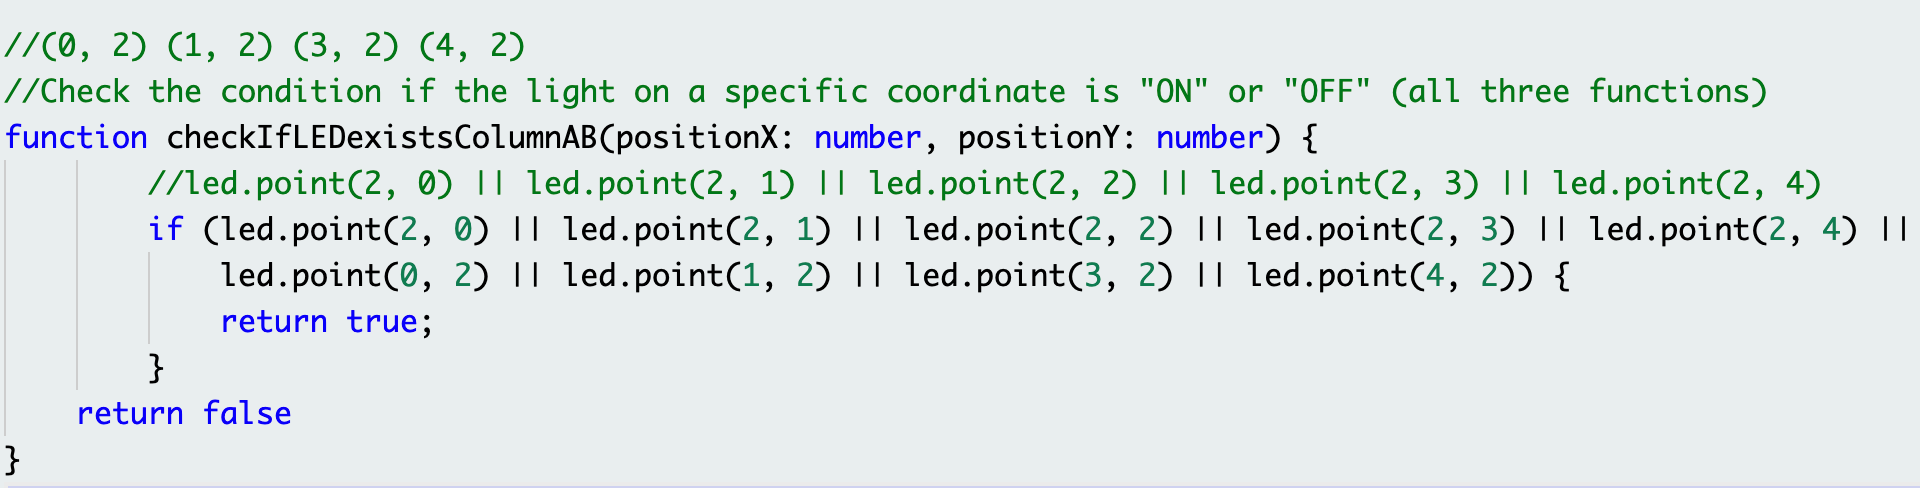 //(0, 2) (1, 2) (3, 2) (4, 2)
//Check the condition if the light on a specific coordinate is "ON" or "OFF" (all three functions)
function checkIfLEDexistsColumnAB(positionX: number, positionY: number) {
//led.point(2, 0) || led.point(2, 1) || led.point(2, 2) || led.point(2, 3) || led.point(2, 4)
if (led.point(2, 0) || led.point(2, 1) || led.point(2, 2) || led.point(2, 3) || led.point(2, 4) ||
led.point(0, 2) || led.point(1, 2) || led.point(3, 2) || led.point(4, 2)) {
return true;
}
return false
}